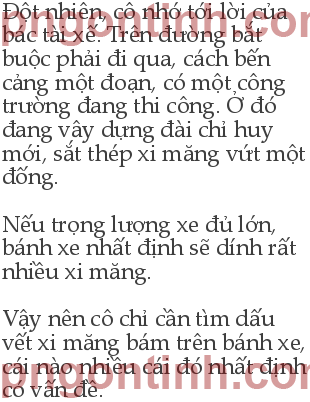 Đột nhiên, cô nhớ tới lời của
bác tài xế. Trên đường bắt
buộc phải đi qua, cách bến
cảng một đoạn, có một công
trường đang thi công. Ở đó
đang vây dựng đài chỉ huy
mới, sắt thép xi măng vứt một
đống.
Nếu trọng lượng xe đủ lớn,
bánh xe nhất định sẽ dính rất
nhiều xi măng.
Vậy nên cô chỉ cần tìm dấu
vết xi măng bám trên bánh xe,
cái nào nhiều cái đó nhất định
có vấn đề.